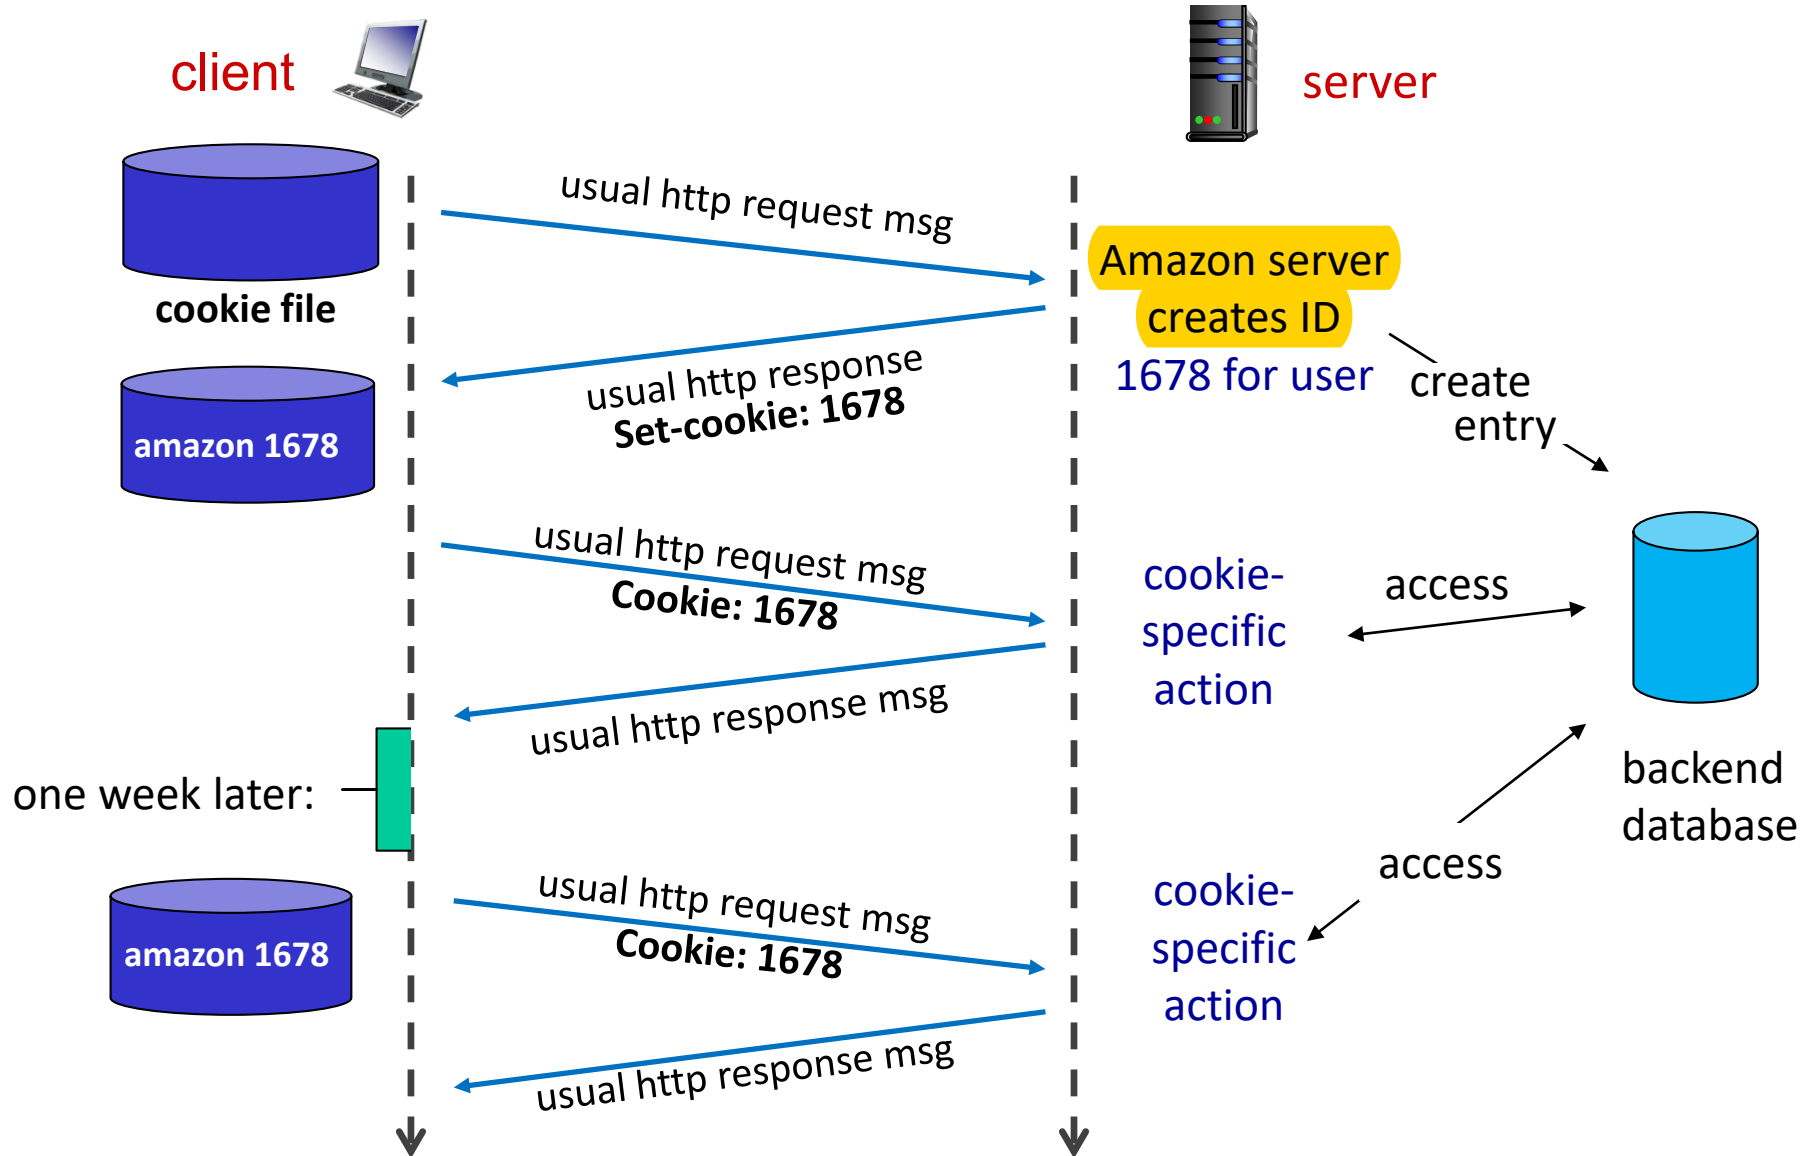 client
server
usual http request msg
cookie file
Amazon server
creates ID
1678 for user
create
entry
usual http response
Set-cookie: 1678
amazon 1678
usual http request msg
Cookie: 1678
cookie-
specific
action
access
usual http response msg
one week later:
backend
database
access
usual http request msg
Cookie: 1678
amazon 1678
cookie-
specific
action
usual http response msg